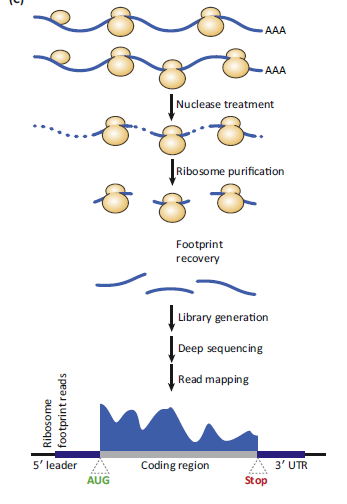 (C)
AAA
AAA
Nuclease treatment
Ribosome purification
Footprint
recovery
Library generation
Deep sequencing
Read mapping
Ribosome
footprint reads
5′ leader
Coding region
3′ UTR
AUG
Stop